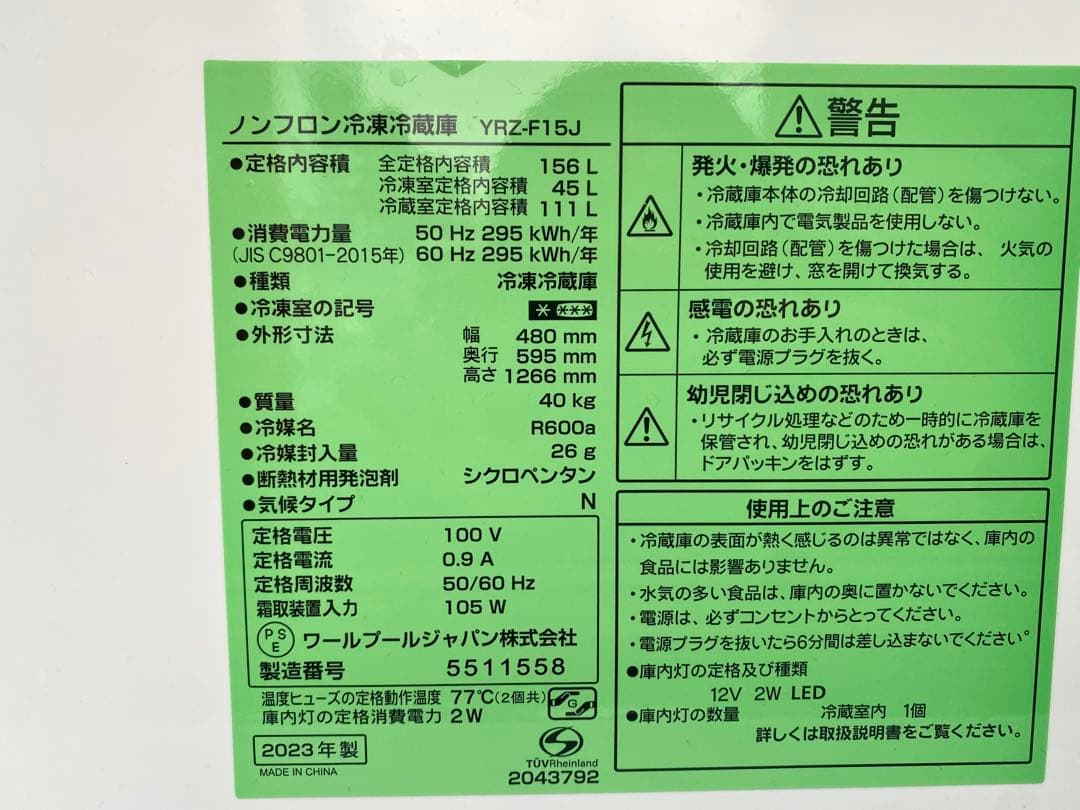 ノンフロン冷凍冷蔵庫 YRZ-F15J
●定格内容積 全定格内容積 156 L
冷凍室定格内容積 45 L
冷蔵室定格内容積 111 L
●消費電力量 50 Hz 295 kWh/年
(JIS C9801-2015年) 60 Hz 295 kWh/年
●種類 冷凍冷蔵庫
●冷凍室の記号 * ***
●外形寸法 幅 480 mm
奥行 595 mm
高さ 1266 mm
●質量 40 kg
●冷媒名 R600a
●冷媒封入量 26 g
●断熱材用発泡剤 シクロペンタン
●気候タイプ N
定格電圧 100 V
定格電流 0.9 A
定格周波数 50/60 Hz
霜取装置入力 105 W
PSE ワールプールジャパン株式会社
製造番号 5511558
温度ヒューズの定格動作温度 77℃(2個共)
G
庫内灯の定格消費電力 2W
2023年製
MADE IN CHINA
TÜVRheinland
2043792
警告
発火・爆発の恐れあり
・冷蔵庫本体の冷却回路(配管)を傷つけない。
・冷蔵庫内で電気製品を使用しない。
・冷却回路(配管)を傷つけた場合は、火気の
使用を避け、窓を開けて換気する。
感電の恐れあり
・冷蔵庫のお手入れのときは、
必ず電源プラグを抜く。
幼児閉じ込めの恐れあり
・リサイクル処理などのため一時的に冷蔵庫を
保管され、幼児閉じ込めの恐れがある場合は、
ドアパッキンをはずす。
使用上のご注意
・冷蔵庫の表面が熱く感じるのは異常ではなく、庫内の
食品には影響ありません。
・水気の多い食品は、庫内の奥に置かないでください。
・電源は、必ずコンセントからとってください。
・電源プラグを抜いたら6分間は差し込まないでください。
●庫内灯の定格及び種類
12V 2W LED
●庫内灯の数量 冷蔵室内 1個
詳しくは取扱説明書をご覧ください。